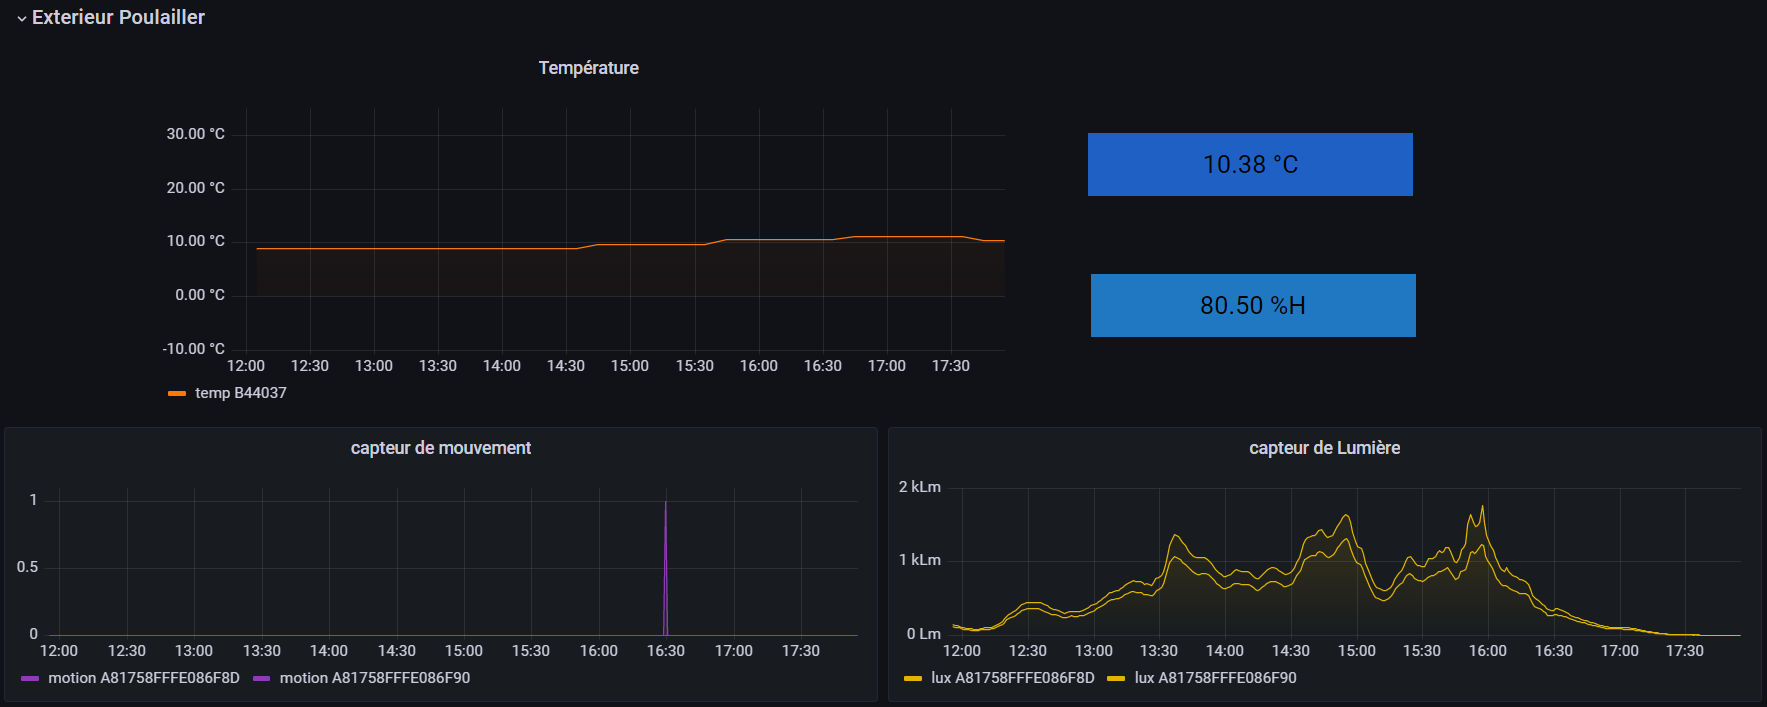 Exterieur Poulailler
Température
30.00 °C
20.00 °C
10.00 °C
0.00 °C
-10.00 °C
12:00 12:30 13:00 13:30 14:00 14:30 15:00 15:30 16:00 16:30 17:00 17:30
temp B44037
10.38 °C
80.50 %H
capteur de mouvement
1
0.5
0
12:00 12:30 13:00 13:30 14:00 14:30 15:00 15:30 16:00 16:30 17:00 17:30
motion A81758FFFE086F8D motion A81758FFFE086F90
capteur de Lumière
2 kLm
1 kLm
0 Lm
12:00 12:30 13:00 13:30 14:00 14:30 15:00 15:30 16:00 16:30 17:00 17:30
lux A81758FFFE086F8D lux A81758FFFE086F90